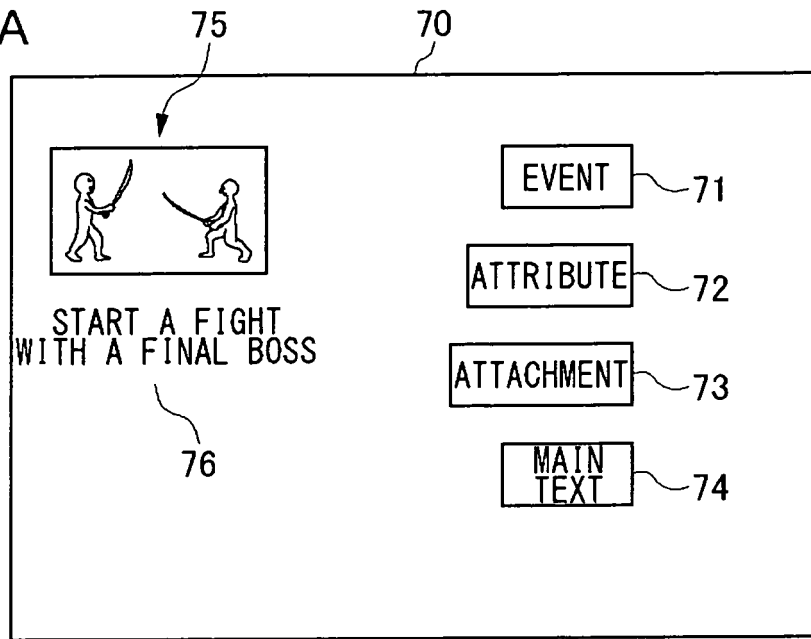 A
75
70
EVENT
71
ATTRIBUTE
72
START A FIGHT
WITH A FINAL BOSS
ATTACHMENT
73
76
MAIN
TEXT
74